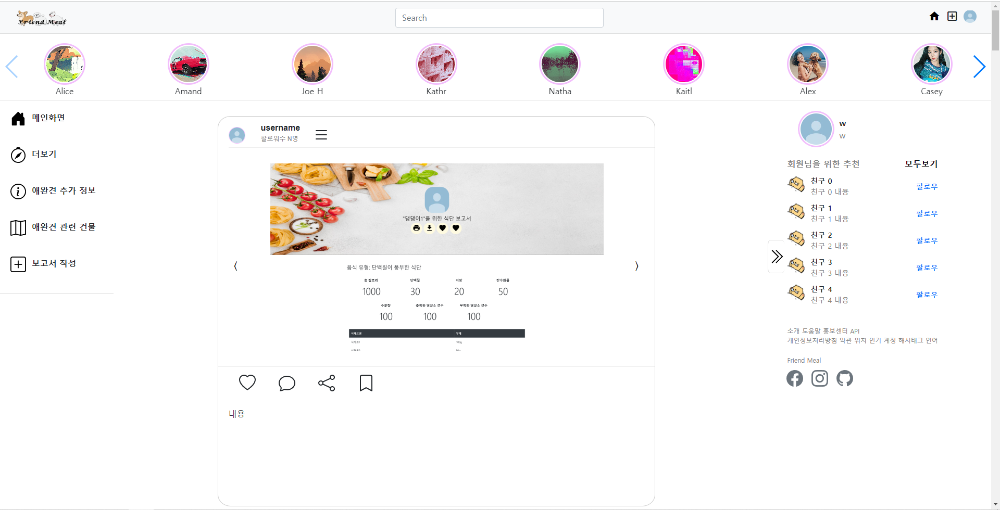 Friend Meal
Search
Alice
Amand
Joe H
Kathr
Natha
Kaitl
Alex
Casey
메인화면
더보기
애완견 추가 정보
애완견 관련 건물
보고서 작성
username
팔로워수 N명
"댕댕이1"을 위한 식단 보고서
음식 유형: 단백질이 풍부한 식단
총 칼로리 단백질 지방 탄수화물
1000 30 20 50
수분량 충족한 영양소 갯수 부족한 영양소 갯수
100 100 100
식재료명 무게
식재료1 100g
내용
w
w
회원님을 위한 추천 모두보기
친구 0
친구 0 내용
팔로우
친구 1
친구 1 내용
팔로우
친구 2
친구 2 내용
팔로우
친구 3
친구 3 내용
팔로우
친구 4
친구 4 내용
팔로우
소개 도움말 홍보센터 API
개인정보처리방침 약관 위치 인기 계정 해시태그 언어
Friend Meal